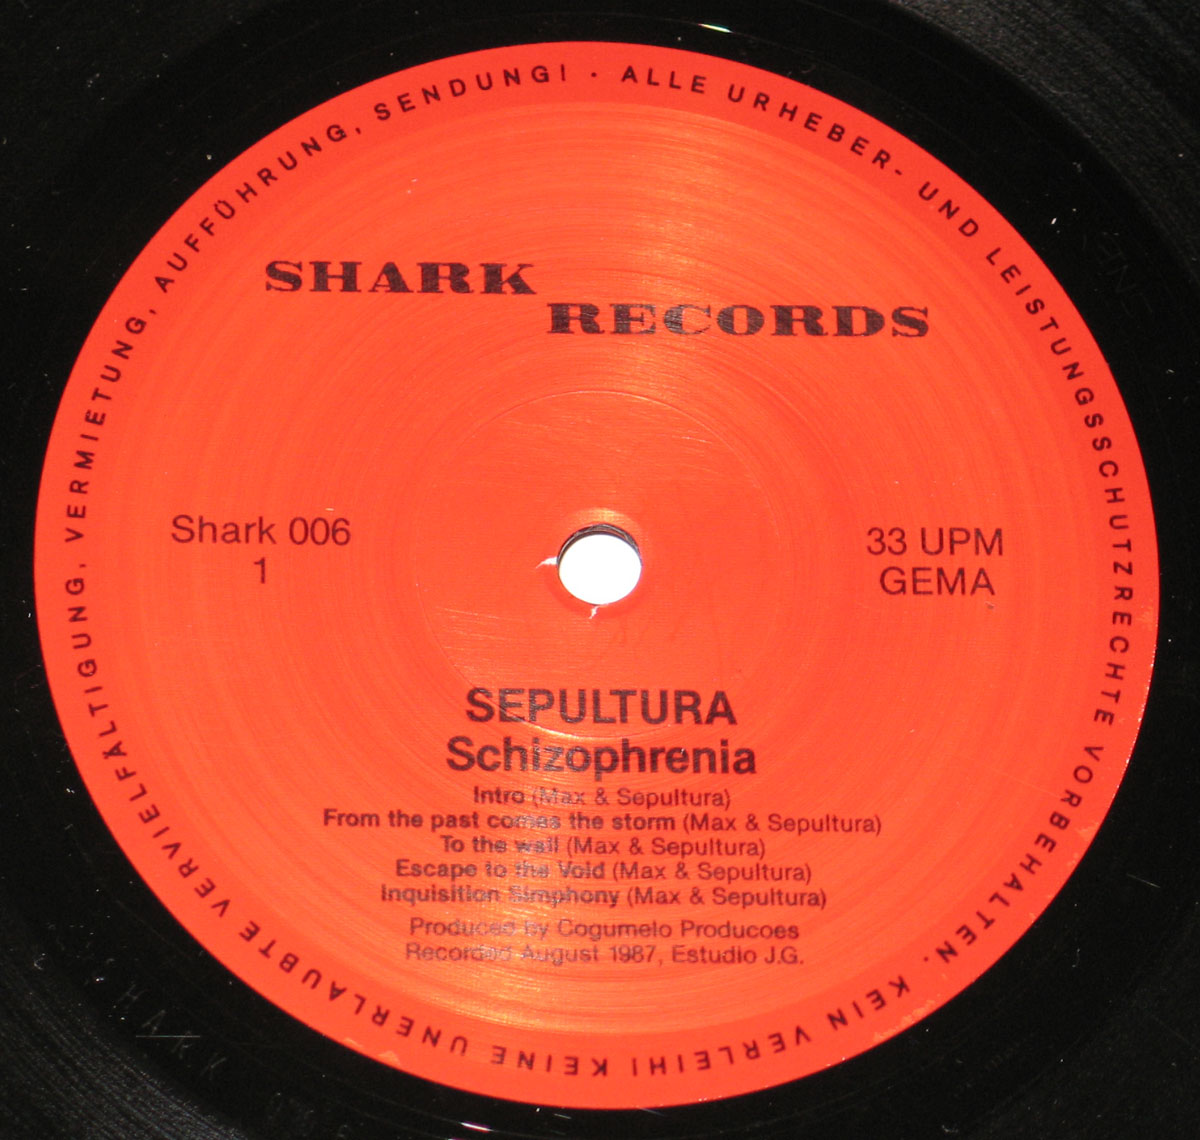 ALLE URHEBER- UND LEISTUNGSSCHUTZRECHTE VORBEHALTEN. KEIN VERLEIH! KEINE UNERLAUBTE VERVIELFÄLTIGUNG, VERMIETUNG, AUFFÜHRUNG, SENDUNG! ·
SHARK
RECORDS
Shark 006
1
33 UPM
GEMA
SEPULTURA
Schizophrenia
Intro (Max & Sepultura)
From the past comes the storm (Max & Sepultura)
To the wall (Max & Sepultura)
Escape to the Void (Max & Sepultura)
Inquisition Simphony (Max & Sepultura)
Produced by Cogumelo Producoes
Recorded August 1987, Estudio J.G.